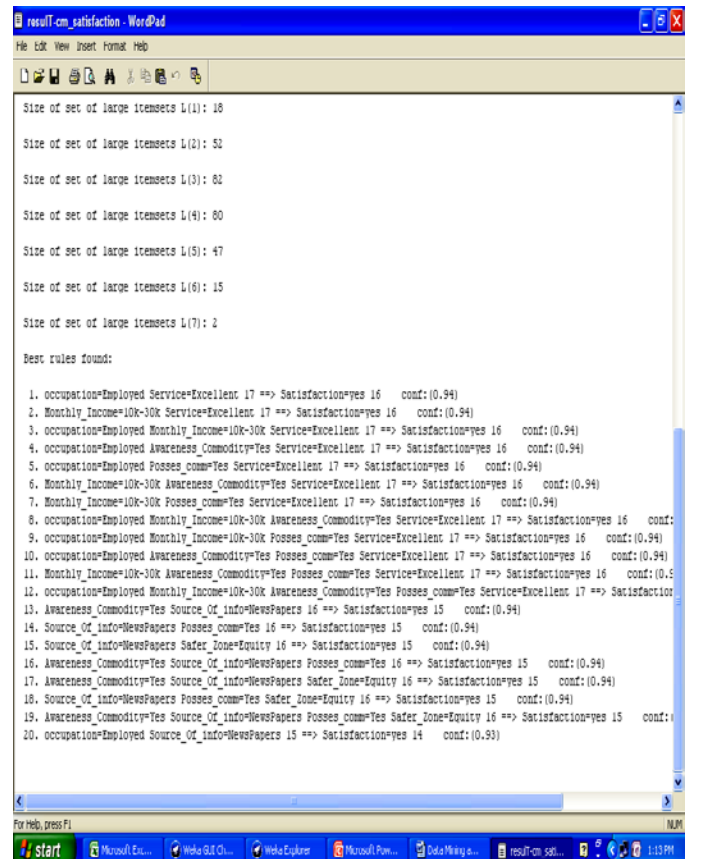 resulT-cm_satisfaction - WordPad
File Edit View Insert Format Help
Size of set of large itemsets L(1): 18
Size of set of large itemsets L(2): 52
Size of set of large itemsets L(3): 82
Size of set of large itemsets L(4): 80
Size of set of large itemsets L(5): 47
Size of set of large itemsets L(6): 15
Size of set of large itemsets L(7): 2
Best rules found:
1. occupation=Employed Service=Excellent 17 ==> Satisfaction=yes 16 conf:(0.94)
2. Monthly_Income=10k-30k Service=Excellent 17 ==> Satisfaction=yes 16 conf:(0.94)
3. occupation=Employed Monthly_Income=10k-30k Service=Excellent 17 ==> Satisfaction=yes 16 conf:(0.94)
4. occupation=Employed Awareness_Commodity=Yes Service=Excellent 17 ==> Satisfaction=yes 16 conf:(0.94)
5. occupation=Employed Posses_comm=Yes Service=Excellent 17 ==> Satisfaction=yes 16 conf:(0.94)
6. Monthly_Income=10k-30k Awareness_Commodity=Yes Service=Excellent 17 ==> Satisfaction=yes 16 conf:(0.94)
7. Monthly_Income=10k-30k Posses_comm=Yes Service=Excellent 17 ==> Satisfaction=yes 16 conf:(0.94)
8. occupation=Employed Monthly_Income=10k-30k Awareness_Commodity=Yes Service=Excellent 17 ==> Satisfaction=yes 16 conf:
9. occupation=Employed Monthly_Income=10k-30k Posses_comm=Yes Service=Excellent 17 ==> Satisfaction=yes 16 conf:(0.94)
10. occupation=Employed Awareness_Commodity=Yes Posses_comm=Yes Service=Excellent 17 ==> Satisfaction=yes 16 conf:(0.94)
11. Monthly_Income=10k-30k Awareness_Commodity=Yes Posses_comm=Yes Service=Excellent 17 ==> Satisfaction=yes 16 conf:(0.9
12. occupation=Employed Monthly_Income=10k-30k Awareness_Commodity=Yes Posses_comm=Yes Service=Excellent 17 ==> Satisfaction
13. Awareness_Commodity=Yes Source_Of_info=NewsPapers 16 ==> Satisfaction=yes 15 conf:(0.94)
14. Source_Of_info=NewsPapers Posses_comm=Yes 16 ==> Satisfaction=yes 15 conf:(0.94)
15. Source_Of_info=NewsPapers Safer_Zone=Equity 16 ==> Satisfaction=yes 15 conf:(0.94)
16. Awareness_Commodity=Yes Source_Of_info=NewsPapers Posses_comm=Yes 16 ==> Satisfaction=yes 15 conf:(0.94)
17. Awareness_Commodity=Yes Source_Of_info=NewsPapers Safer_Zone=Equity 16 ==> Satisfaction=yes 15 conf:(0.94)
18. Source_Of_info=NewsPapers Posses_comm=Yes Safer_Zone=Equity 16 ==> Satisfaction=yes 15 conf:(0.94)
19. Awareness_Commodity=Yes Source_Of_info=NewsPapers Posses_comm=Yes Safer_Zone=Equity 16 ==> Satisfaction=yes 15 conf:(
20. occupation=Employed Source_Of_info=NewsPapers 15 ==> Satisfaction=yes 14 conf:(0.93)
For Help, press F1
NUM
start Microsoft Exc... Weka GUI Ch... Weka Explorer Microsoft Pow... Data Mining a... resulT-cm_sati... 1:13 PM